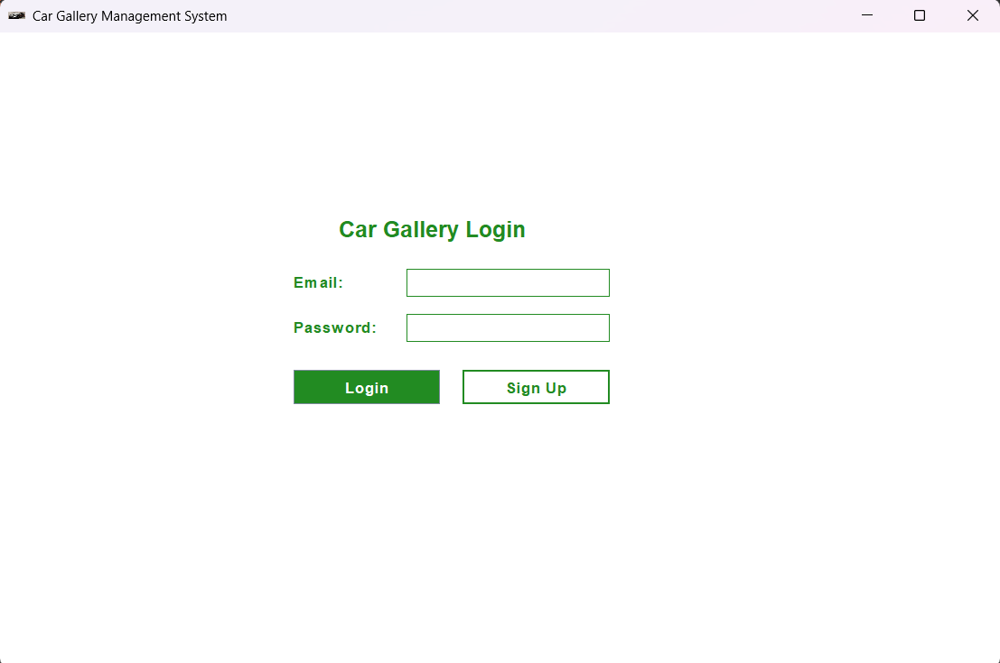 Car Gallery Management System
Car Gallery Login
Email:
Password:
Login Sign Up